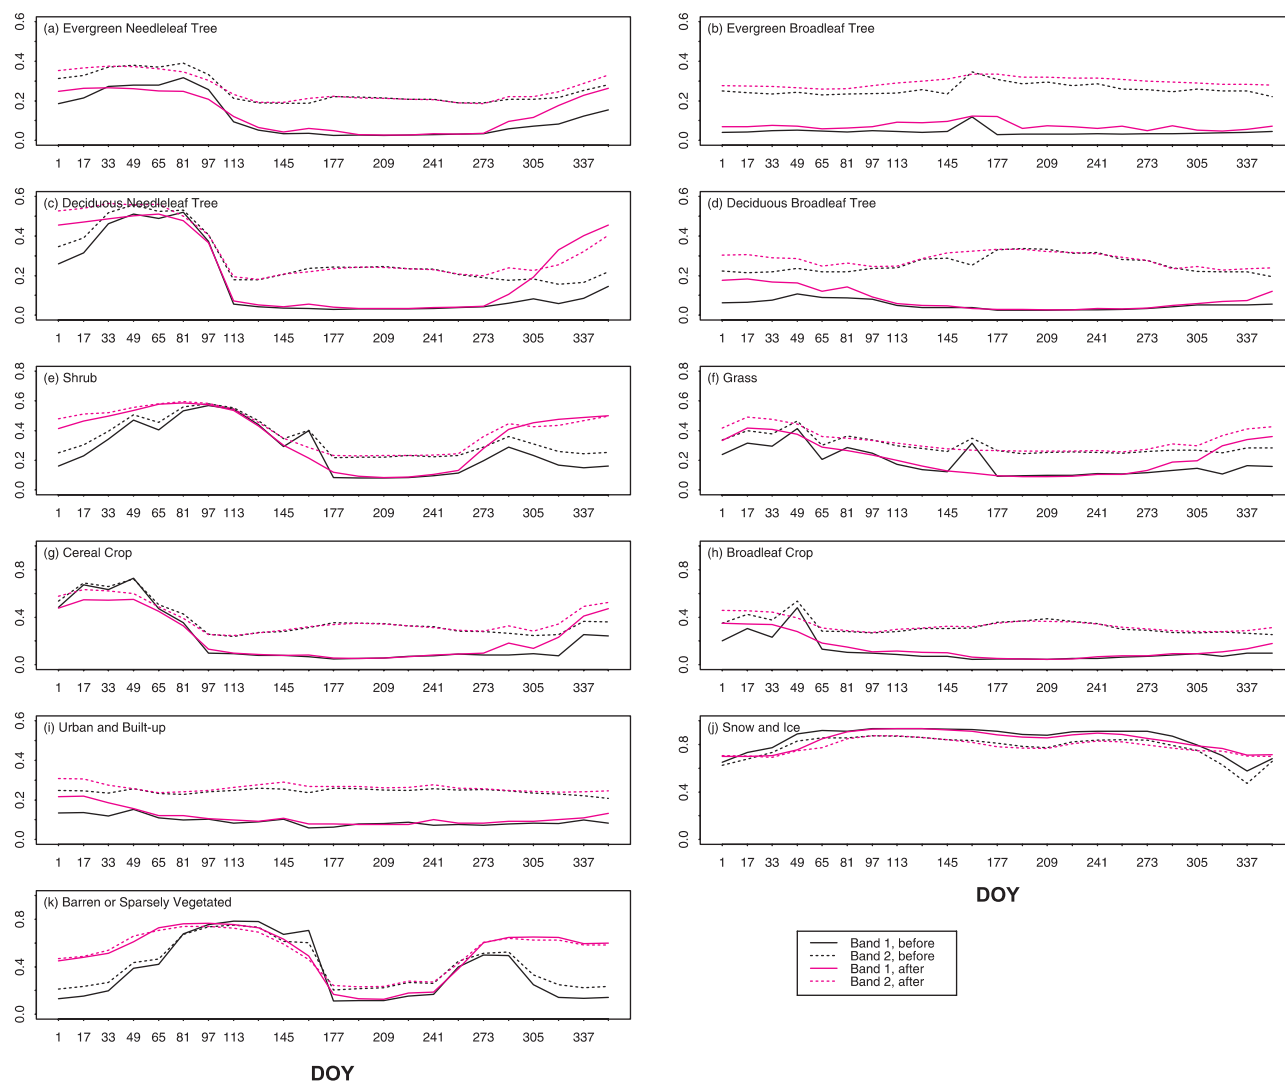 (a) Evergreen Needleleaf Tree
0.0 0.2 0.4 0.6
1 17 33 49 65 81 97 113 145 177 209 241 273 305 337
(b) Evergreen Broadleaf Tree
0.0 0.2 0.4 0.6
1 17 33 49 65 81 97 113 145 177 209 241 273 305 337
(c) Deciduous Needleleaf Tree
0.0 0.2 0.4 0.6
1 17 33 49 65 81 97 113 145 177 209 241 273 305 337
(d) Deciduous Broadleaf Tree
0.0 0.2 0.4 0.6
1 17 33 49 65 81 97 113 145 177 209 241 273 305 337
(e) Shrub
0.0 0.2 0.4 0.6 0.8
1 17 33 49 65 81 97 113 145 177 209 241 273 305 337
(f) Grass
0.0 0.2 0.4 0.6 0.8
1 17 33 49 65 81 97 113 145 177 209 241 273 305 337
(g) Cereal Crop
0.0 0.4 0.8
1 17 33 49 65 81 97 113 145 177 209 241 273 305 337
(h) Broadleaf Crop
0.0 0.4 0.8
1 17 33 49 65 81 97 113 145 177 209 241 273 305 337
(i) Urban and Built-up
0.0 0.2 0.4 0.6
1 17 33 49 65 81 97 113 145 177 209 241 273 305 337
(j) Snow and Ice
0.0 0.4 0.8
1 17 33 49 65 81 97 113 145 177 209 241 273 305 337
DOY
(k) Barren or Sparsely Vegetated
0.0 0.4 0.8
1 17 33 49 65 81 97 113 145 177 209 241 273 305 337
DOY
Band 1, before
Band 2, before
Band 1, after
Band 2, after